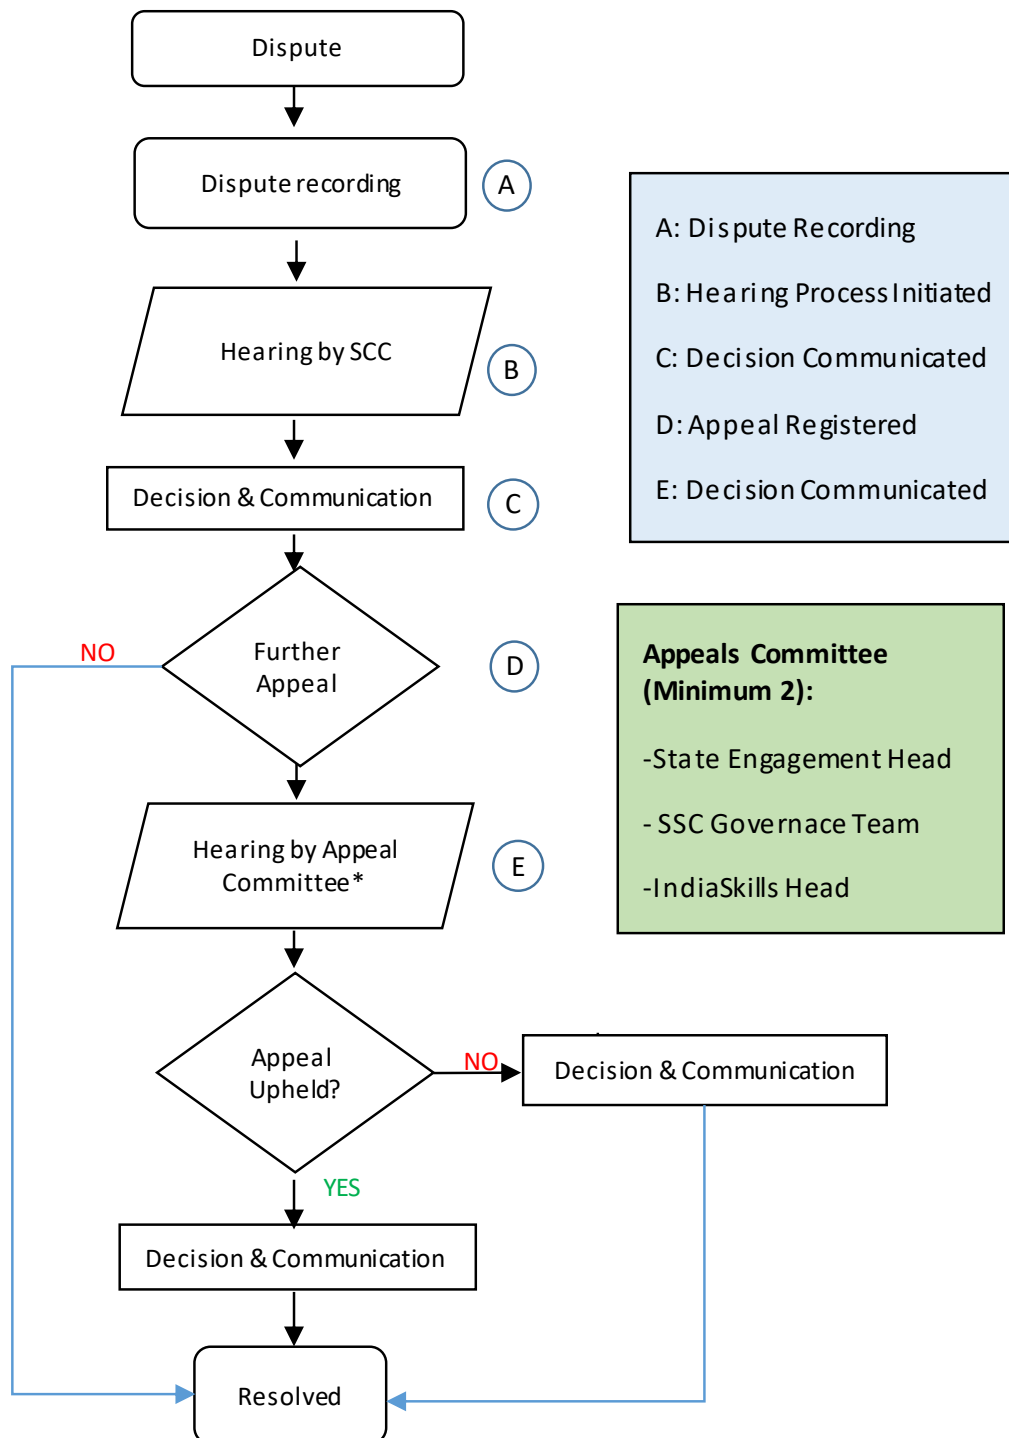 Dispute
Dispute recording
A
Hearing by SCC
B
Decision & Communication
C
Further
Appeal
D
NO
Hearing by Appeal
Committee*
E
Appeal
Upheld?
NO
Decision & Communication
YES
Decision & Communication
Resolved
A: Dispute Recording
B: Hearing Process Initiated
C: Decision Communicated
D: Appeal Registered
E: Decision Communicated
Appeals Committee
(Minimum 2):
-State Engagement Head
- SSC Governace Team
-IndiaSkills Head